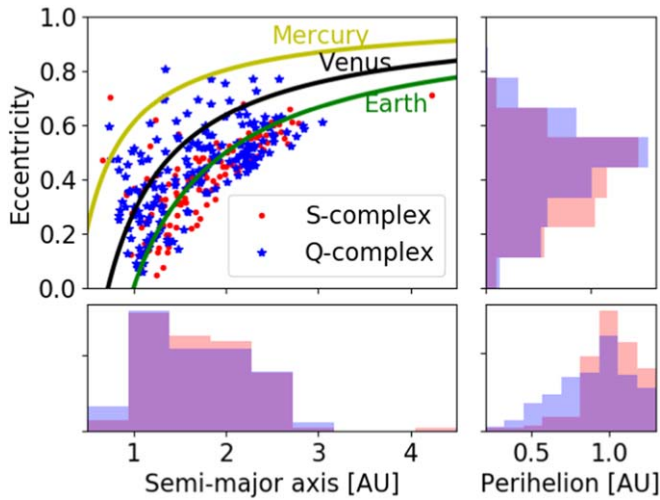 1.0
0.8
0.6
0.4
0.2
0.0
Eccentricity
Mercury
Venus
Earth
S-complex
Q-complex
1 2 3 4
Semi-major axis [AU]
0.5 1.0
Perihelion [AU]